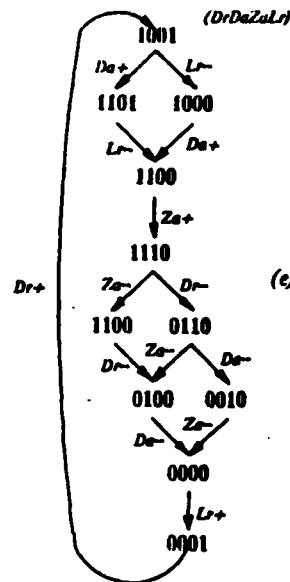 (DrDaZaLr)
1001
Da+ Lr-
1101 1000
Lr- Da+
1100
Za+
1110
Dr+ Za- Dr- (e)
1100 0110
Dr- Za- Da-
0100 0010
Da- Za-
0000
Lr+
0001